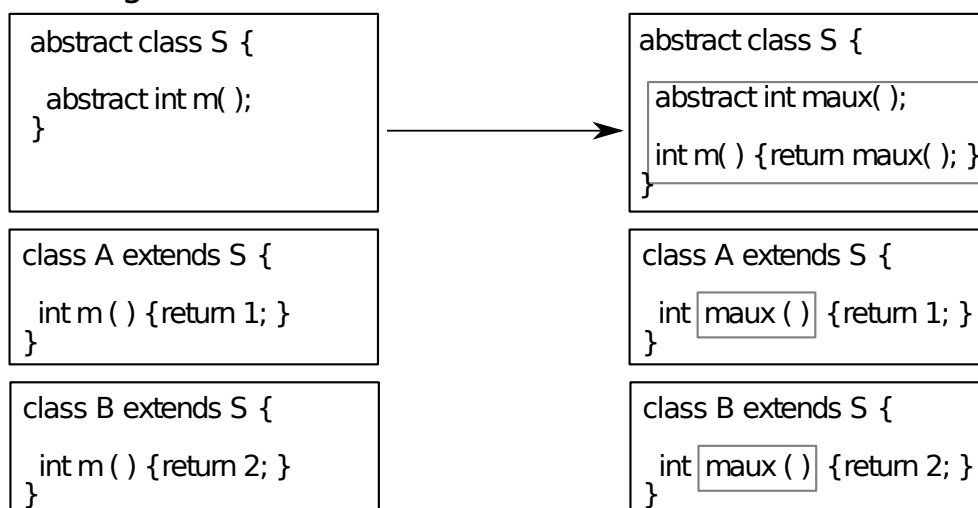 abstract class S {
abstract int m( );
}
class A extends S {
int m ( ) { return 1; }
}
class B extends S {
int m ( ) { return 2; }
}
abstract class S {
abstract int maux( );
int m( ) { return maux( ); }
}
class A extends S {
int maux ( ) { return 1; }
}
class B extends S {
int maux ( ) { return 2; }
}